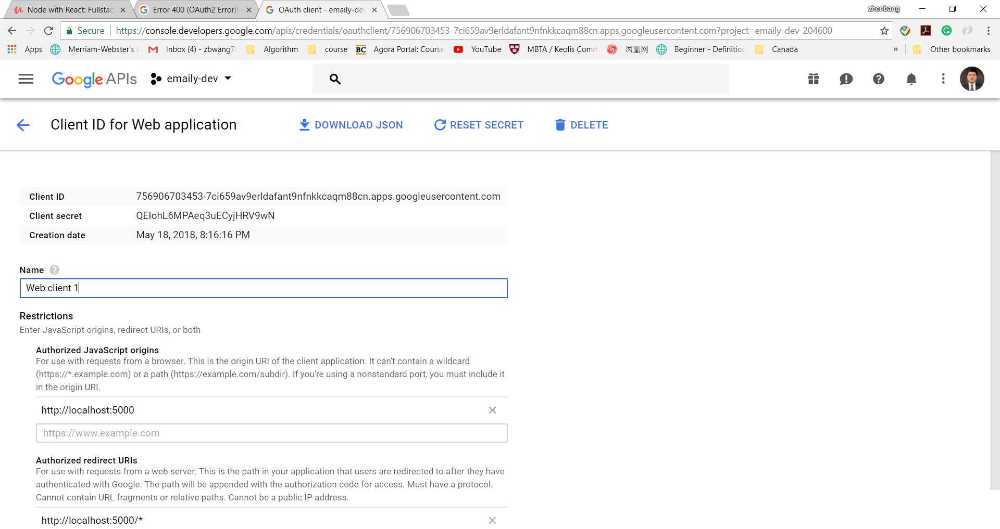 Node with React: Fullstac
Error 400 (OAuth2 Error)!!
OAuth client - emaily-dev
zhenbang
Secure
https://console.developers.google.com/apis/credentials/oauthclient/756906703453-7ci659av9erldafant9nfnkkcaqm88cn.apps.googleusercontent.com?project=emaily-dev-204600
Apps
Merriam-Webster's L
Inbox (4) - zbwang70
Algorithm
course
BC
Agora Portal: Course
YouTube
MBTA / Keolis Comm
凤凰网
Beginner - Definition
Canada
»
Other bookmarks
Google APIs
emaily-dev
Client ID for Web application
DOWNLOAD JSON
RESET SECRET
DELETE
Client ID 756906703453-7ci659av9erldafant9nfnkkcaqm88cn.apps.googleusercontent.com
Client secret QEIohL6MPAeq3uECyjHRV9wN
Creation date May 18, 2018, 8:16:16 PM
Name
Web client 1
Restrictions
Enter JavaScript origins, redirect URIs, or both
Authorized JavaScript origins
For use with requests from a browser. This is the origin URI of the client application. It can't contain a wildcard
(https://*.example.com) or a path (https://example.com/subdir). If you're using a nonstandard port, you must include it
in the origin URI.
http://localhost:5000
https://www.example.com
Authorized redirect URIs
For use with requests from a web server. This is the path in your application that users are redirected to after they have
authenticated with Google. The path will be appended with the authorization code for access. Must have a protocol.
Cannot contain URL fragments or relative paths. Cannot be a public IP address.
http://localhost:5000/*